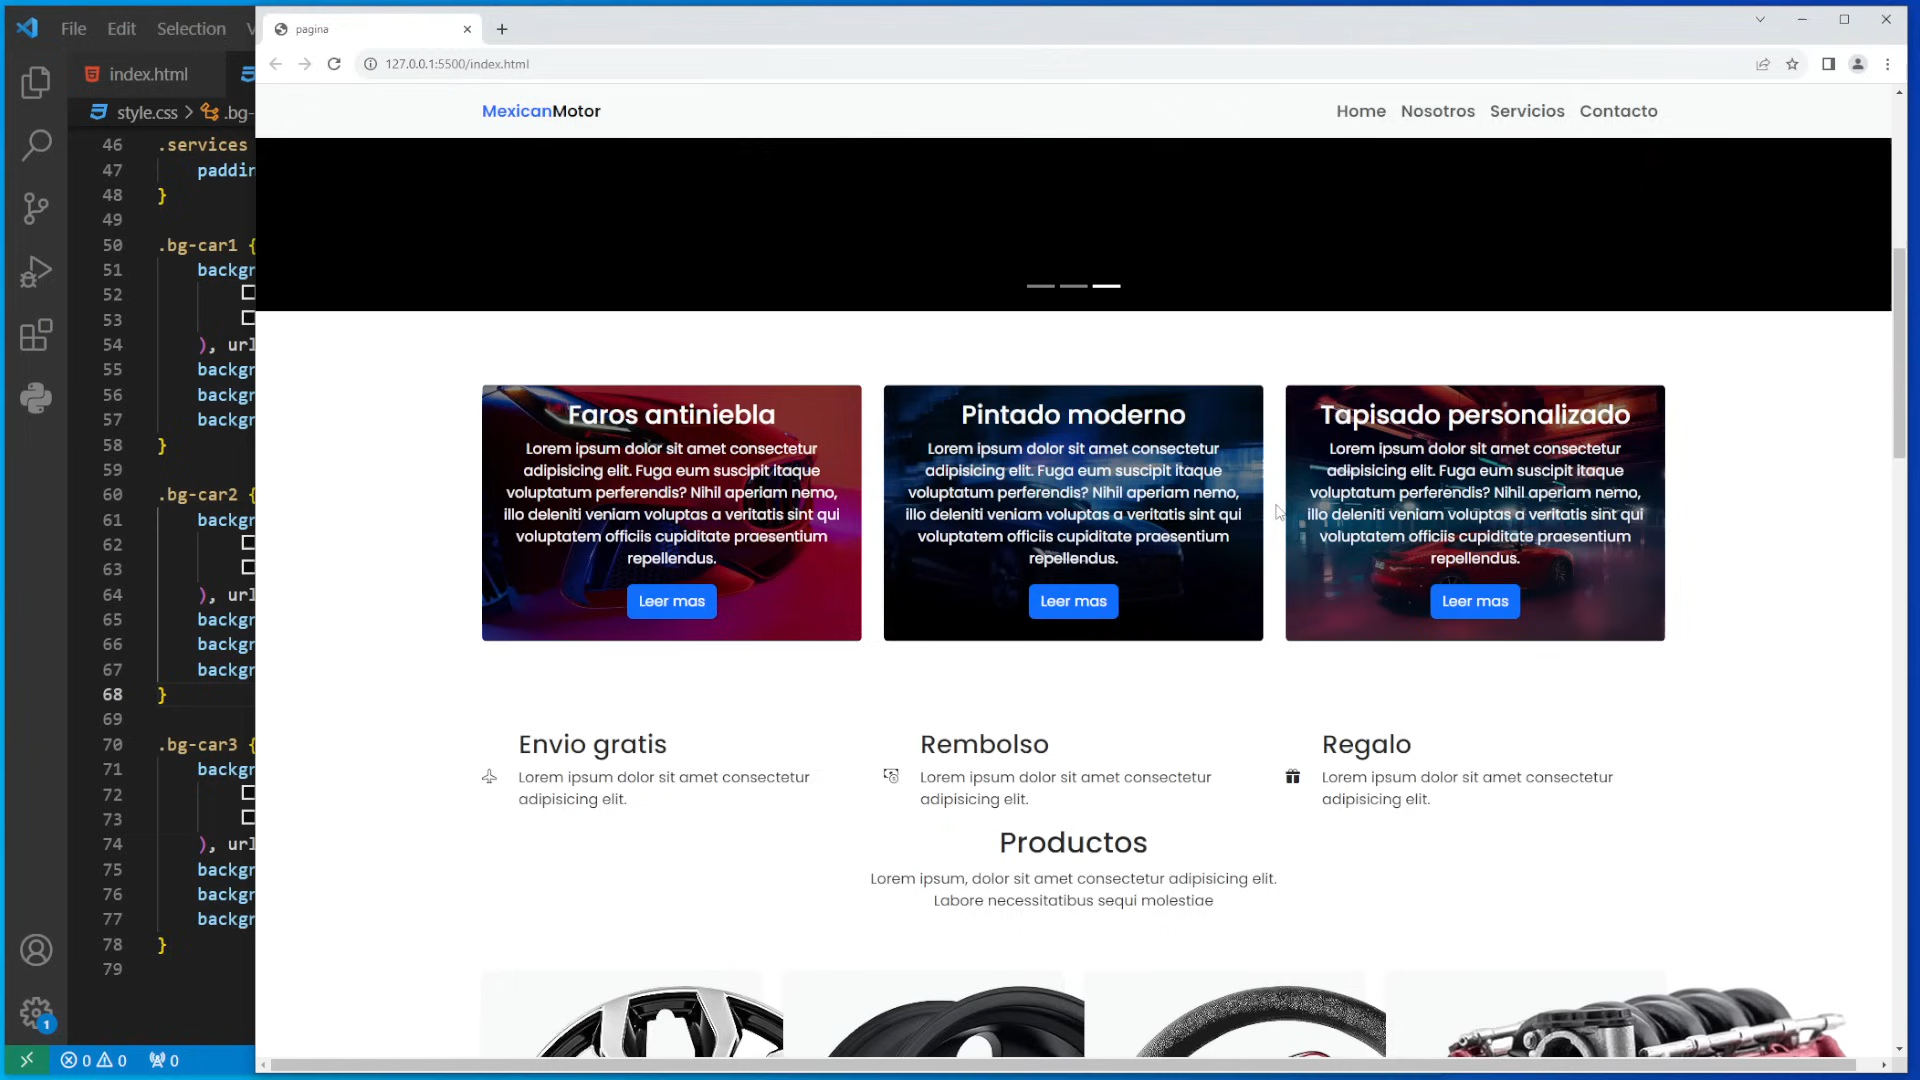 File Edit Selection V
index.html
style.css > .bg-
46 .services
47 paddin
48 }
49
50 .bg-car1 {
51 backgr
52
53
54 ), url
55 backgr
56 backgr
57 backgr
58 }
59
60 .bg-car2 {
61 backgr
62
63
64 ), url
65 backgr
66 backgr
67 backgr
68 }
69
70 .bg-car3 {
71 backgr
72
73
74 ), url
75 backgr
76 backgr
77 backgr
78 }
79
1
0 0 0
pagina
127.0.0.1:5500/index.html
MexicanMotor
Home Nosotros Servicios Contacto
Faros antiniebla
Lorem ipsum dolor sit amet consectetur
adipisicing elit. Fuga eum suscipit itaque
voluptatum perferendis? Nihil aperiam nemo,
illo deleniti veniam voluptas a veritatis sint qui
voluptatem officiis cupiditate praesentium
repellendus.
Leer mas
Pintado moderno
Lorem ipsum dolor sit amet consectetur
adipisicing elit. Fuga eum suscipit itaque
voluptatum perferendis? Nihil aperiam nemo,
illo deleniti veniam voluptas a veritatis sint qui
voluptatem officiis cupiditate praesentium
repellendus.
Leer mas
Tapisado personalizado
Lorem ipsum dolor sit amet consectetur
adipisicing elit. Fuga eum suscipit itaque
voluptatum perferendis? Nihil aperiam nemo,
illo deleniti veniam voluptas a veritatis sint qui
voluptatem officiis cupiditate praesentium
repellendus.
Leer mas
Envio gratis
Lorem ipsum dolor sit amet consectetur
adipisicing elit.
Rembolso
Lorem ipsum dolor sit amet consectetur
adipisicing elit.
Regalo
Lorem ipsum dolor sit amet consectetur
adipisicing elit.
Productos
Lorem ipsum, dolor sit amet consectetur adipisicing elit.
Labore necessitatibus sequi molestiae